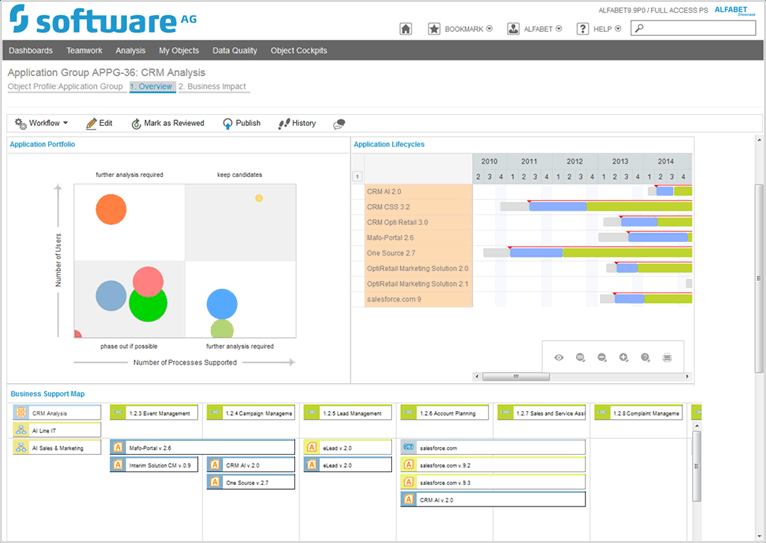 software AG
ALFABET9.9P0 / FULL ACCESS PS
ALFABET
BOOKMARK
ALFABET
HELP
Dashboards Teamwork Analysis My Objects Data Quality Object Cockpits
Application Group APPG-36: CRM Analysis
Object Profile:Application Group 1. Overview 2. Business Impact
Workflow Edit Mark as Reviewed Publish History
Application Portfolio
further analysis required keep candidates
Number of Users
phase out if possible further analysis required
Number of Processes Supported
Application Lifecycles
2010 2011 2012 2013 2014
1 2 3 4 1 2 3 4 1 2 3 4 1 2 3 4 1 2 3 4
CRM AI 2.0
CRM CSS 3.2
CRM Opti Retail 3.0
Mafo-Portal 2.6
One Source 2.7
OptiRetail Marketing Solution 2.0
OptiRetail Marketing Solution 2.1
salesforce.com 9
Business Support Map
CRM Analysis 1.2.3 Event Management 1.2.4 Campaign Manageme 1.2.5 Lead Management 1.2.6 Account Planning 1.2.7 Sales and Service Assi 1.2.8 Complaint Manageme
AI Line IT
AI Sales & Marketing Mafo-Portal v.2.6 eLead v.2.0 salesforce.com
Interim Solution CM v.0.9 CRM AI v.2.0 eLead v.2.0 salesforce.com v.9.2
One Source v.2.7 salesforce.com v.9.3
CRM AI v.2.0